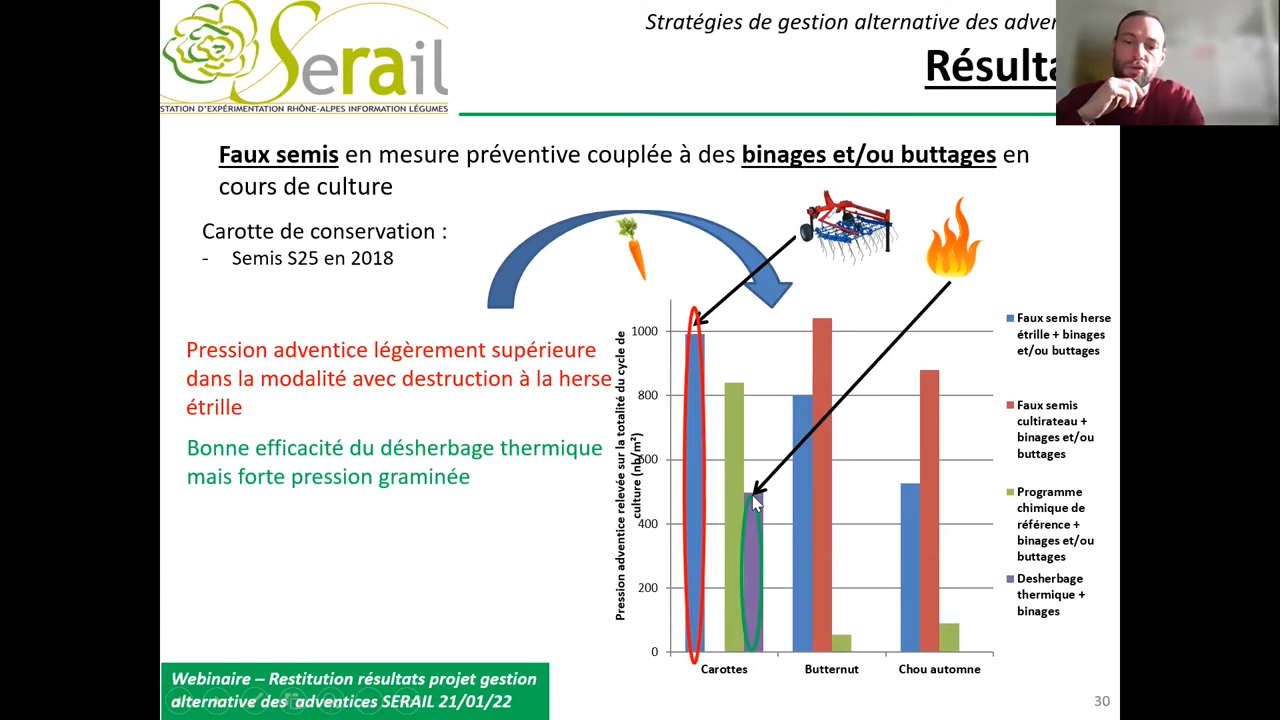 Serail
STATION D'EXPÉRIMENTATION RHÔNE-ALPES INFORMATION LÉGUMES
Stratégies de gestion alternative des
Faux semis en mesure préventive couplée à des binages et/ou buttages en
cours de culture
Carotte de conservation :
- Semis S25 en 2018
Pression adventice légèrement supérieure
dans la modalité avec destruction à la herse
étrille
Bonne efficacité du désherbage thermique
mais forte pression graminée
Pression adventice relevée sur la totalité du cycle de
culture (nb/m²)
1000
800
600
400
200
0
Carottes
Butternut
Chou automne
Faux semis herse
étrille + binages
et/ou buttages
Faux semis
cultirateau +
binages et/ou
buttages
Programme
chimique de
référence +
binages et/ou
buttages
Desherbage
thermique +
binages
Webinaire – Restitution résultats projet gestion
alternative des adventices SERAIL 21/01/22
30